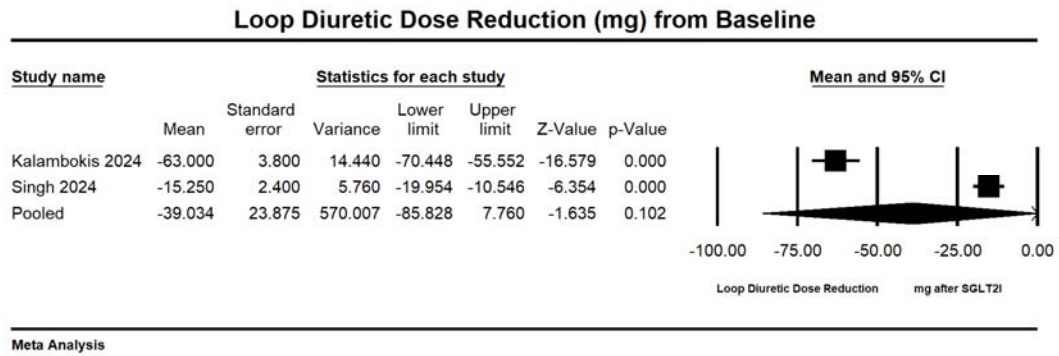 Loop Diuretic Dose Reduction (mg) from Baseline
Study name Statistics for each study Mean and 95% CI
Standard Lower Upper
Mean error Variance limit limit Z-Value p-Value
Kalambokis 2024 -63.000 3.800 14.440 -70.448 -55.552 -16.579 0.000
Singh 2024 -15.250 2.400 5.760 -19.954 -10.546 -6.354 0.000
Pooled -39.034 23.875 570.007 -85.828 7.760 -1.635 0.102
-100.00 -75.00 -50.00 -25.00 0.00
Loop Diuretic Dose Reduction mg after SGLT2I
Meta Analysis